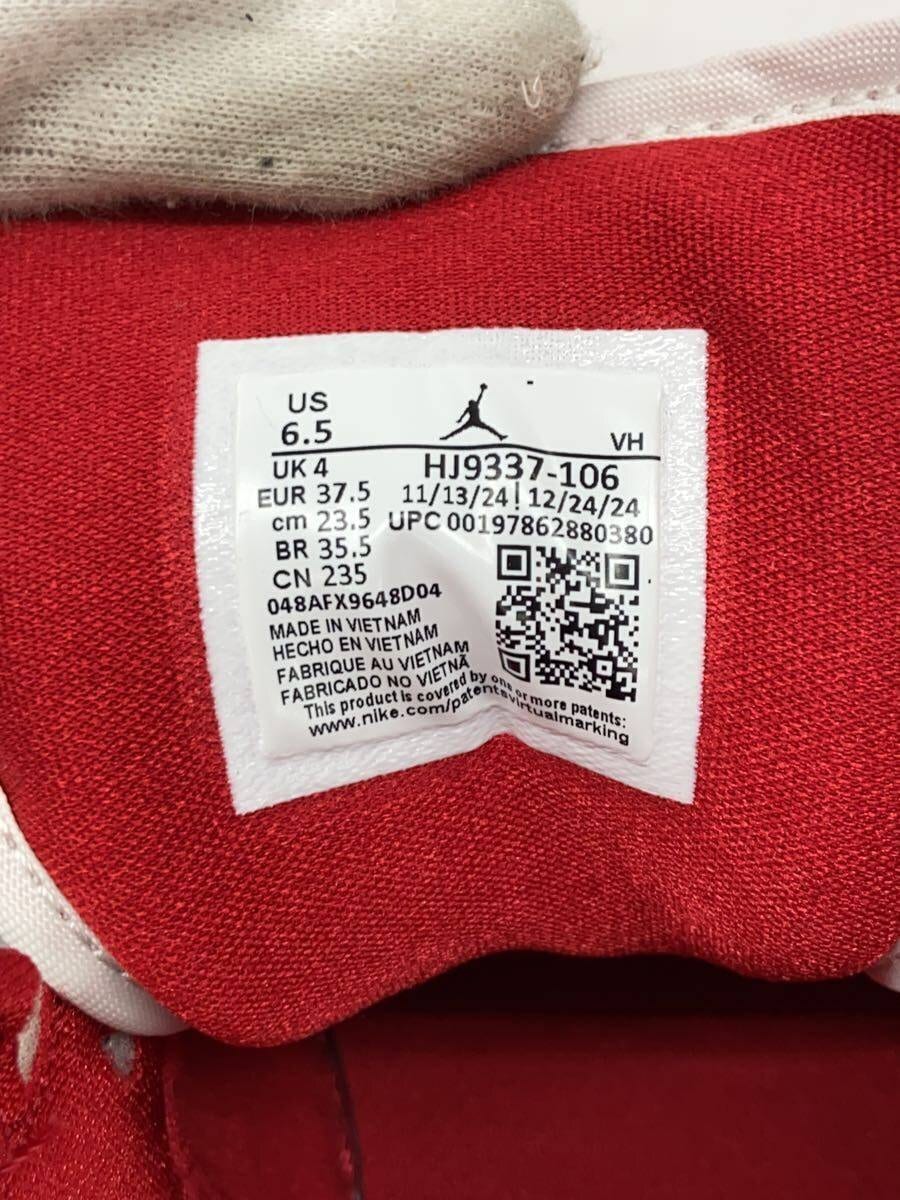 US
6.5
VH
UK 4
HJ9337-106
EUR 37.5
11/13/24 | 12/24/24
cm 23.5
UPC 00197862880380
BR 35.5
CN 235
048AFX9648D04
MADE IN VIETNAM
HECHO EN VIETNAM
FABRIQUE AU VIETNAM
FABRICADO NO VIETNÃ
This product is covered by one or more patents:
www.nike.com/patentsvirtualmarking